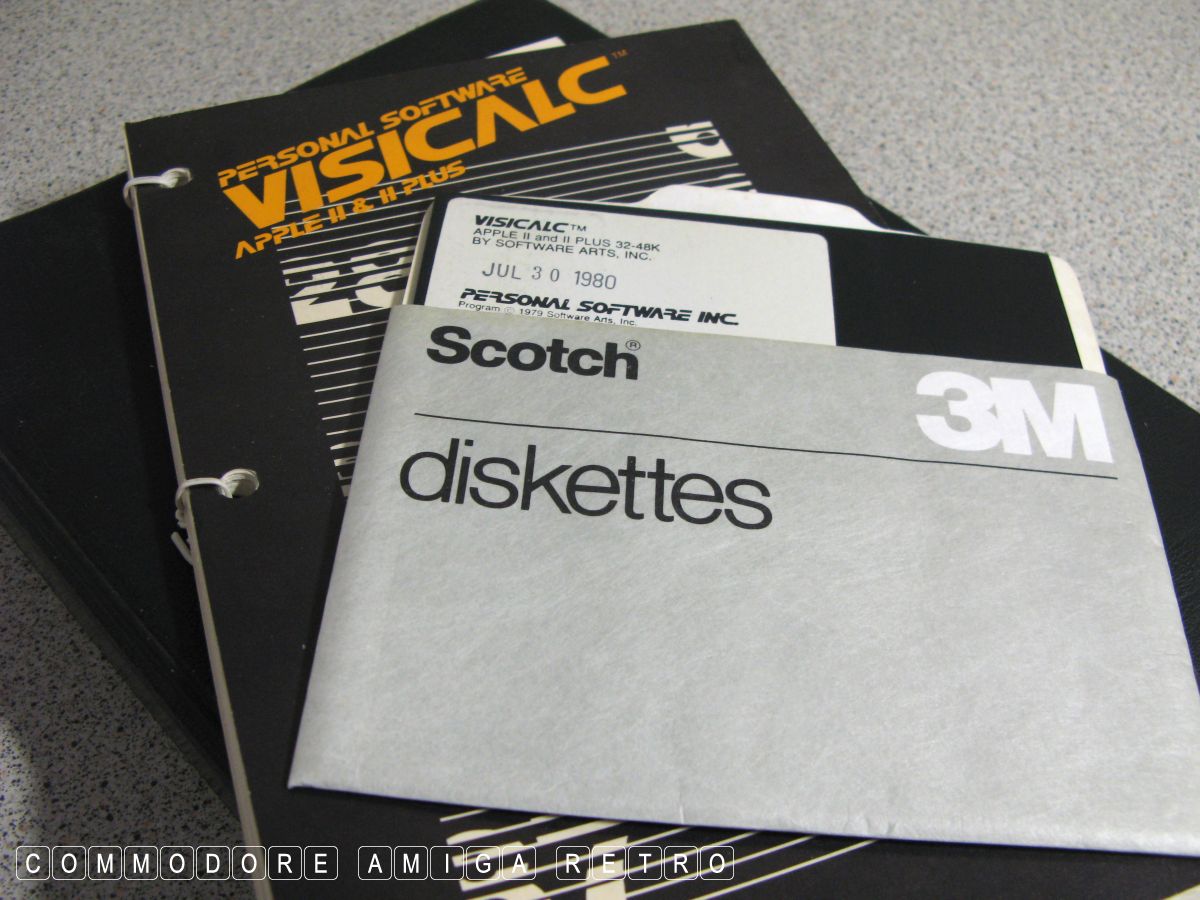 PERSONAL SOFTWARE
VISICALC™
APPLE II & II PLUS
VISICALC™
APPLE II and II PLUS 32-48K
BY SOFTWARE ARTS, INC.
JUL 30 1980
PERSONAL SOFTWARE INC.
Program © 1979 Software Arts, Inc.
Scotch®
3M
diskettes
COMMODORE AMIGA RETRO